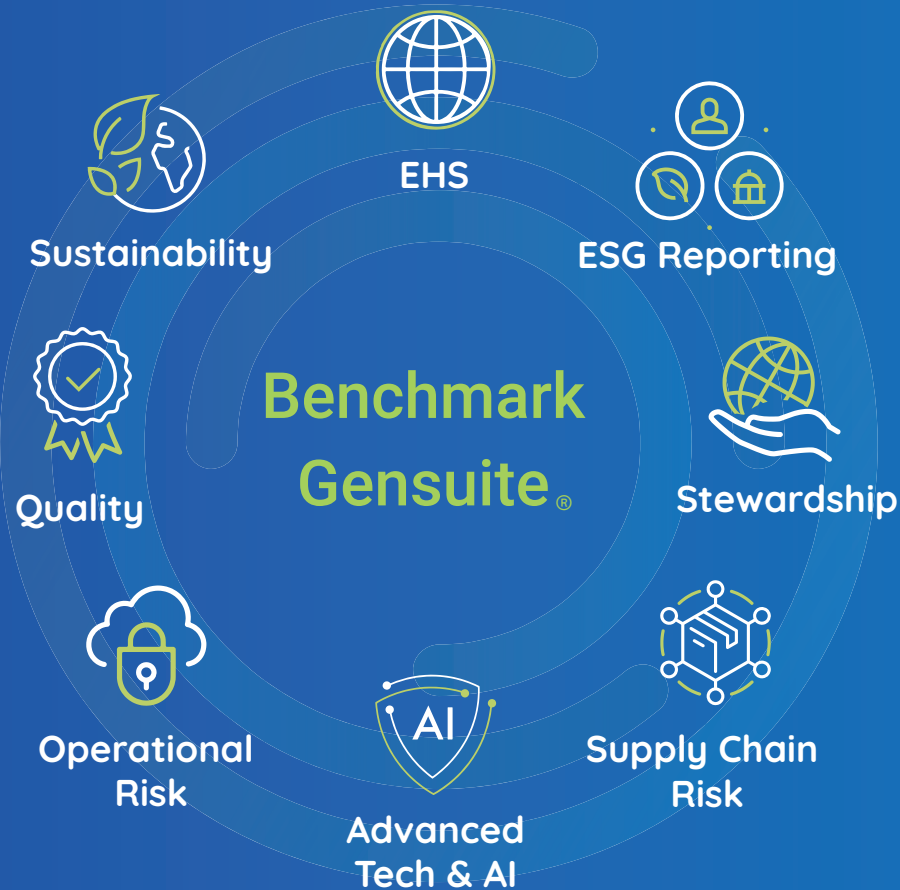 EHS
Sustainability
ESG Reporting
Benchmark
Gensuite®
Quality
Stewardship
Operational
Risk
AI
Advanced
Tech & AI
Supply Chain
Risk